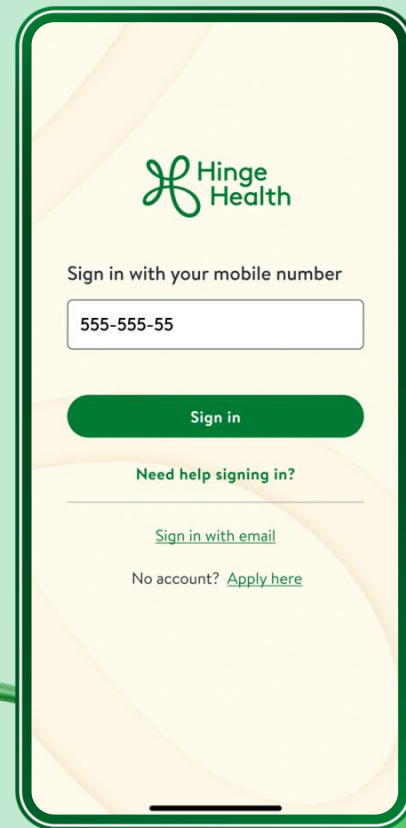 Hinge
Health
Sign in with your mobile number
555-555-55
Sign in
Need help signing in?
Sign in with email
No account? Apply here